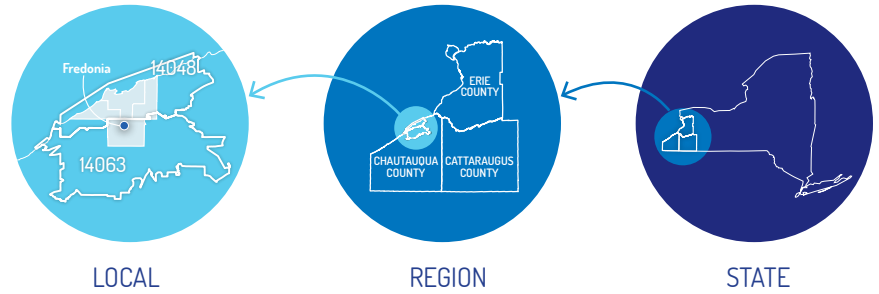 Fredonia
14048
14063
LOCAL
ERIE
COUNTY
CHAUTAUQUA
COUNTY
CATTARAUGUS
COUNTY
REGION
STATE